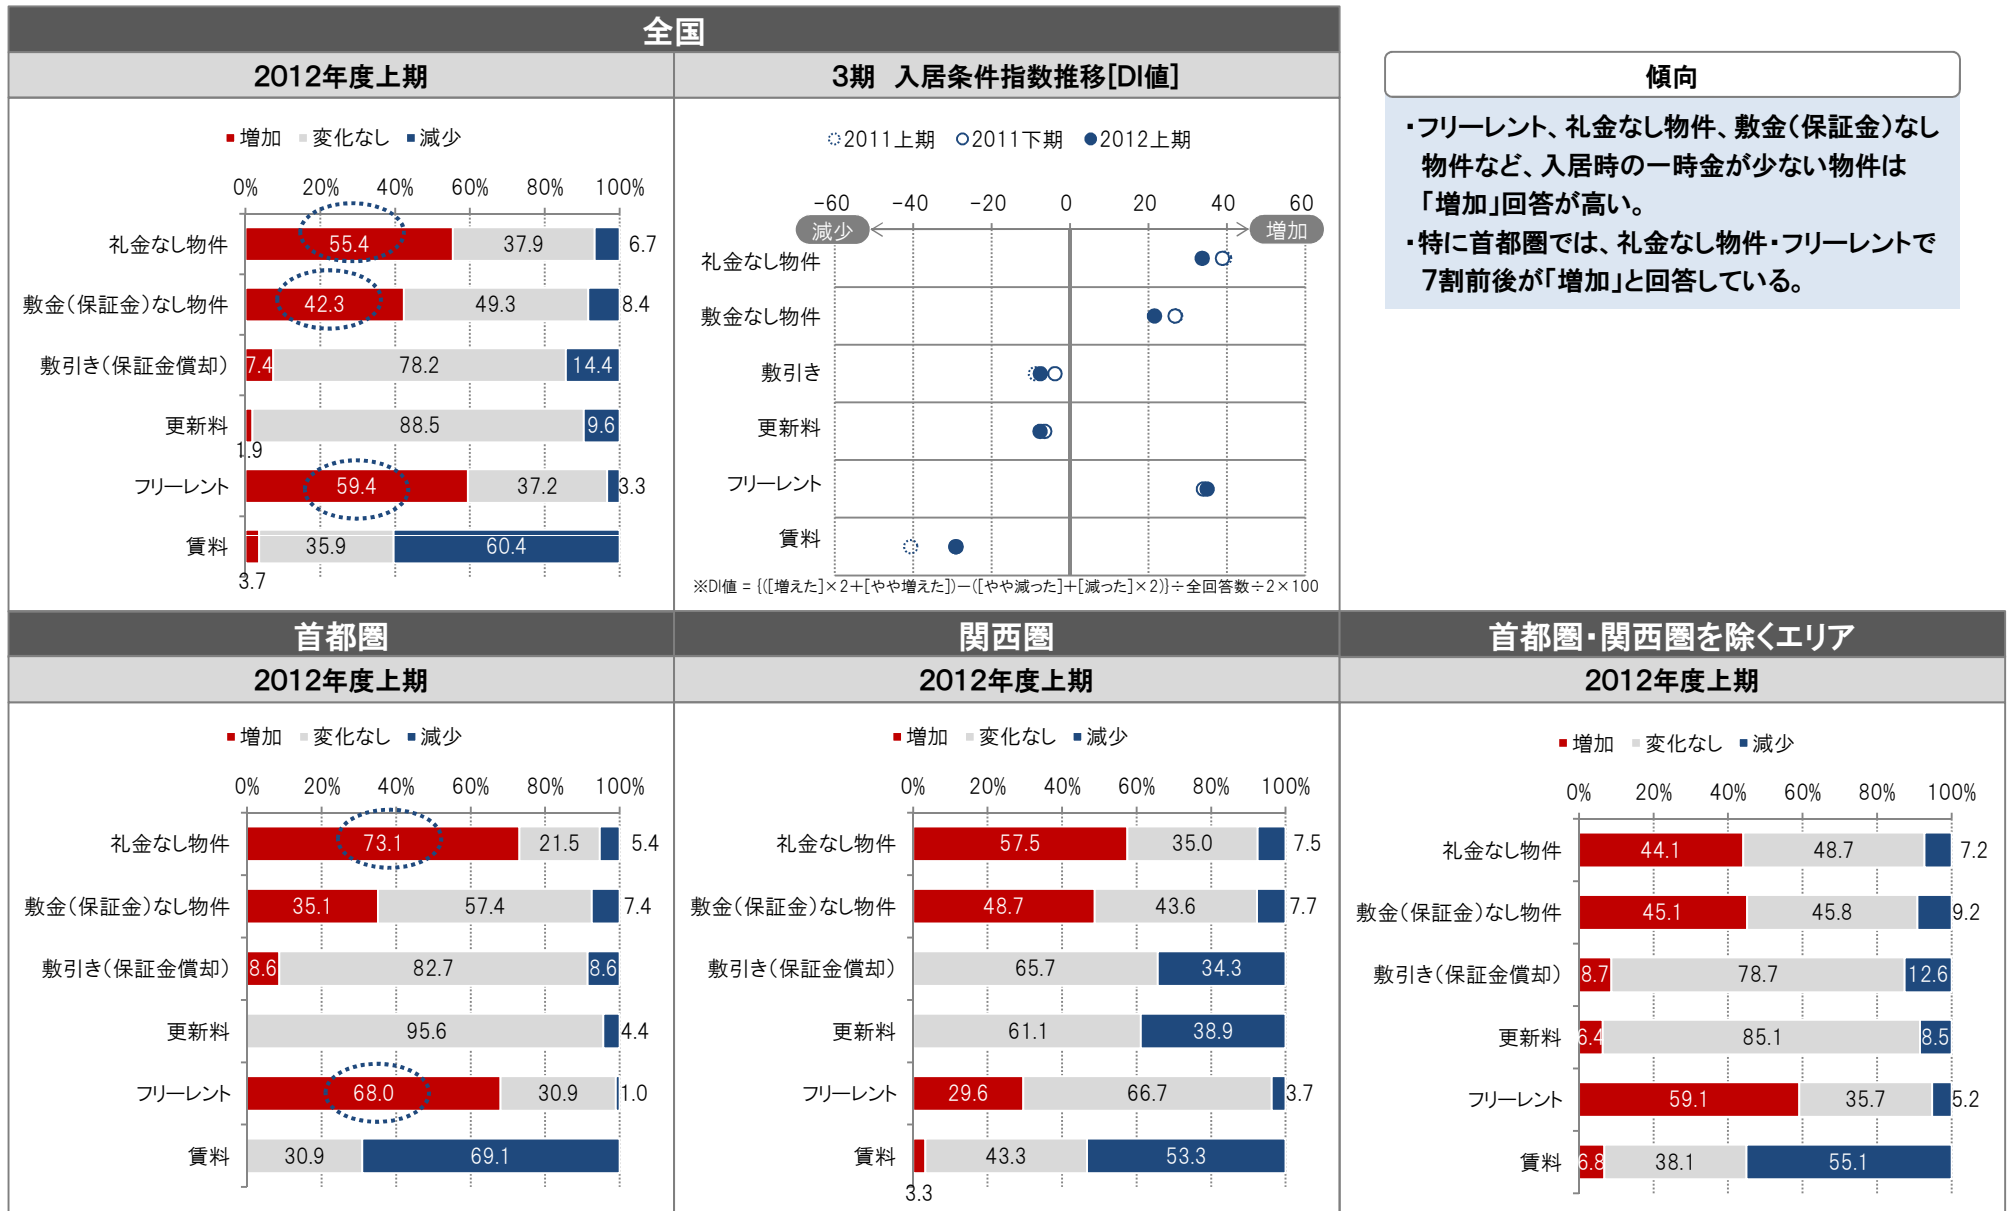 全国
2012年度上期
■増加 ■変化なし ■減少
0% 20% 40% 60% 80% 100%
礼金なし物件 55.4 37.9 6.7
敷金(保証金)なし物件 42.3 49.3 8.4
敷引き(保証金償却) 7.4 78.2 14.4
更新料 1.9 88.5 9.6
フリーレント 59.4 37.2 3.3
賃料 3.7 35.9 60.4
3期 入居条件指数推移[DI値]
2011上期 2011下期 2012上期
-60 -40 -20 0 20 40 60
減少 増加
礼金なし物件
敷金なし物件
敷引き
更新料
フリーレント
賃料
※DI値 = {([増えた]×2+[やや増えた])-([やや減った]+[減った]×2)}÷全回答数÷2×100
傾向
・フリーレント、礼金なし物件、敷金(保証金)なし
物件など、入居時の一時金が少ない物件は
「増加」回答が高い。
・特に首都圏では、礼金なし物件・フリーレントで
7割前後が「増加」と回答している。
首都圏
2012年度上期
■増加 ■変化なし ■減少
0% 20% 40% 60% 80% 100%
礼金なし物件 73.1 21.5 5.4
敷金(保証金)なし物件 35.1 57.4 7.4
敷引き(保証金償却) 8.6 82.7 8.6
更新料 95.6 4.4
フリーレント 68.0 30.9 1.0
賃料 30.9 69.1
関西圏
2012年度上期
■増加 ■変化なし ■減少
0% 20% 40% 60% 80% 100%
礼金なし物件 57.5 35.0 7.5
敷金(保証金)なし物件 48.7 43.6 7.7
敷引き(保証金償却) 65.7 34.3
更新料 61.1 38.9
フリーレント 29.6 66.7 3.7
賃料 3.3 43.3 53.3
首都圏・関西圏を除くエリア
2012年度上期
■増加 ■変化なし ■減少
0% 20% 40% 60% 80% 100%
礼金なし物件 44.1 48.7 7.2
敷金(保証金)なし物件 45.1 45.8 9.2
敷引き(保証金償却) 8.7 78.7 12.6
更新料 6.4 85.1 8.5
フリーレント 59.1 35.7 5.2
賃料 6.8 38.1 55.1